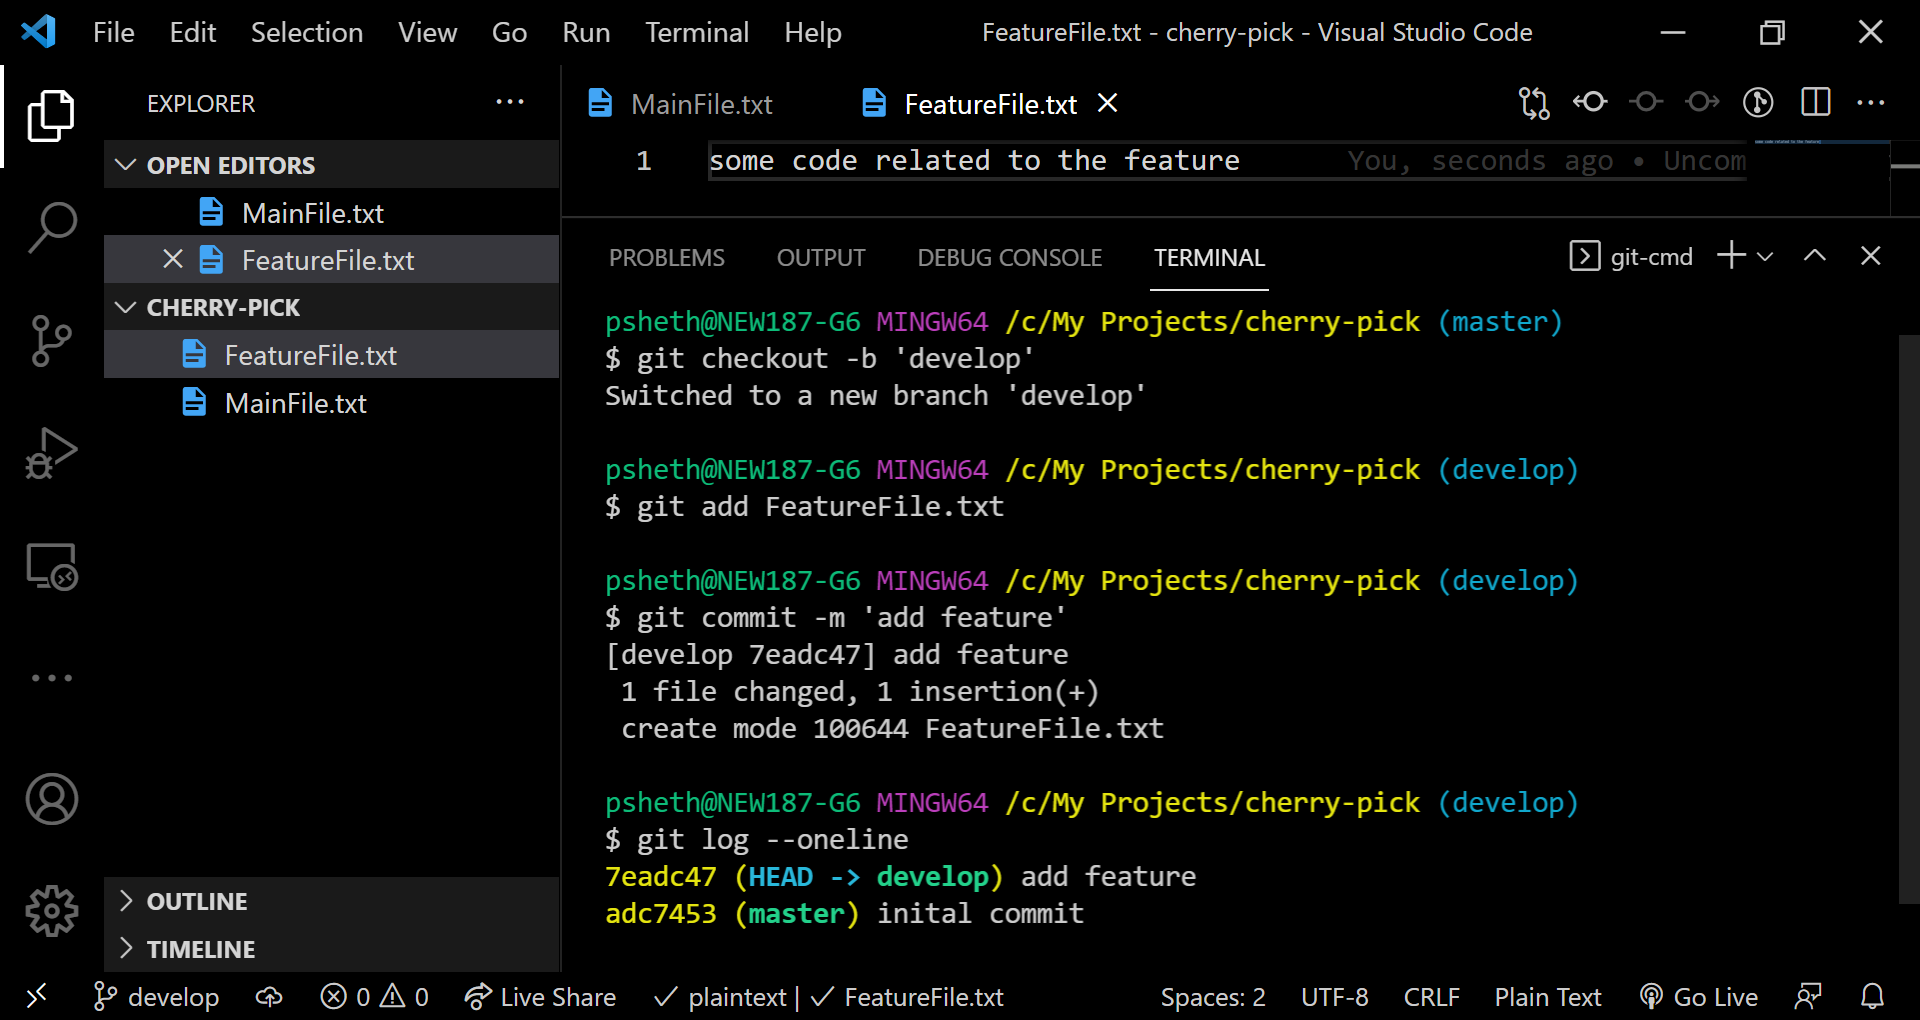 File Edit Selection View Go Run Terminal Help FeatureFile.txt - cherry-pick - Visual Studio Code
EXPLORER
OPEN EDITORS
MainFile.txt
FeatureFile.txt
CHERRY-PICK
FeatureFile.txt
MainFile.txt
OUTLINE
TIMELINE
MainFile.txt FeatureFile.txt
1 some code related to the feature You, seconds ago • Uncom
PROBLEMS OUTPUT DEBUG CONSOLE TERMINAL git-cmd
psheth@NEW187-G6 MINGW64 /c/My Projects/cherry-pick (master)
$ git checkout -b 'develop'
Switched to a new branch 'develop'
psheth@NEW187-G6 MINGW64 /c/My Projects/cherry-pick (develop)
$ git add FeatureFile.txt
psheth@NEW187-G6 MINGW64 /c/My Projects/cherry-pick (develop)
$ git commit -m 'add feature'
[develop 7eadc47] add feature
1 file changed, 1 insertion(+)
create mode 100644 FeatureFile.txt
psheth@NEW187-G6 MINGW64 /c/My Projects/cherry-pick (develop)
$ git log --oneline
7eadc47 (HEAD -> develop) add feature
adc7453 (master) inital commit
develop 0 0 Live Share plaintext | FeatureFile.txt Spaces: 2 UTF-8 CRLF Plain Text Go Live